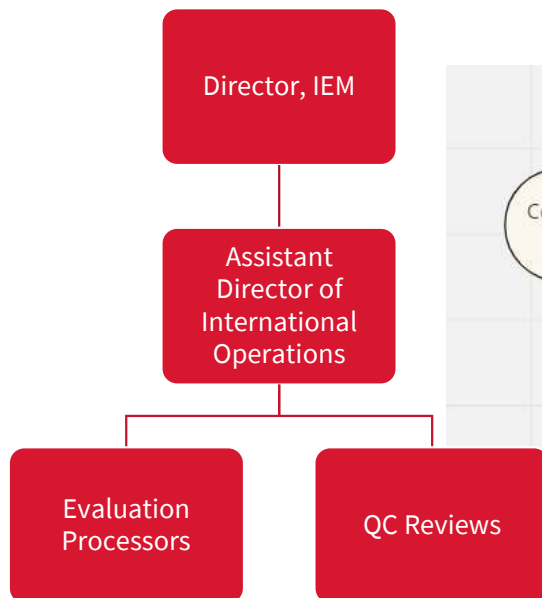 Director, IEM
Assistant
Director of
International
Operations
Evaluation
Processors
QC Reviews